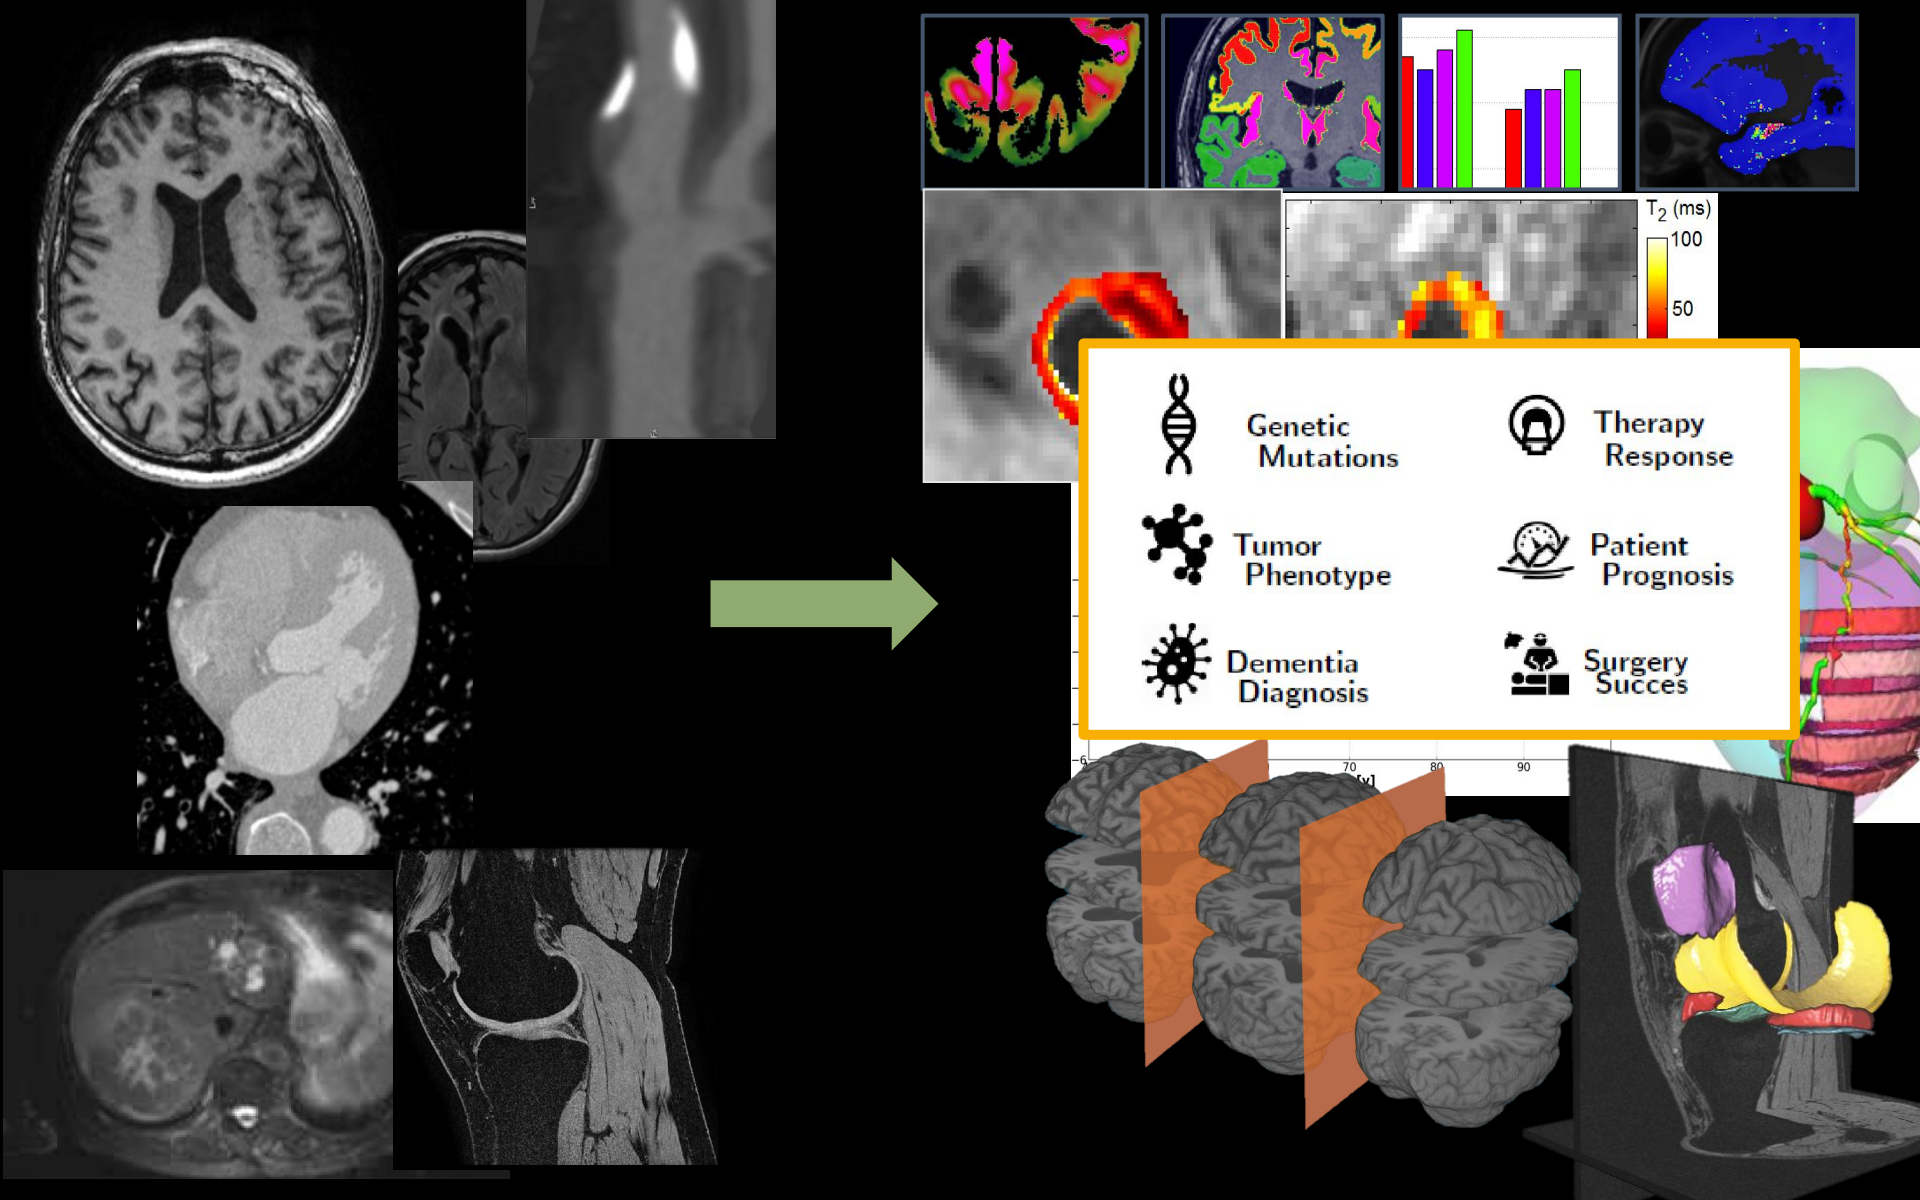 T2 (ms)
100
50
Genetic
Mutations
Therapy
Response
Tumor
Phenotype
Patient
Prognosis
Dementia
Diagnosis
Surgery
Succes
-6
70
80
90
[y]